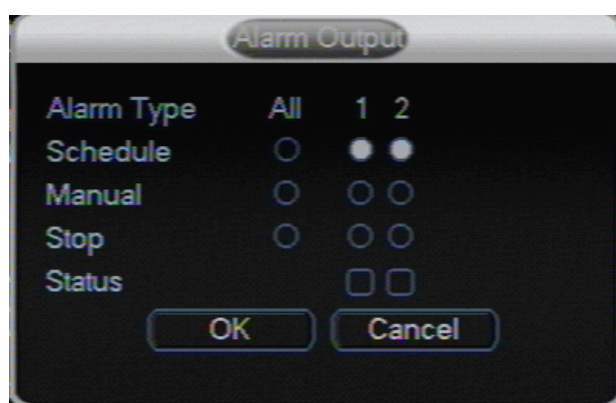 Alarm Output
Alarm Type All 1 2
Schedule
Manual
Stop
Status
OK Cancel